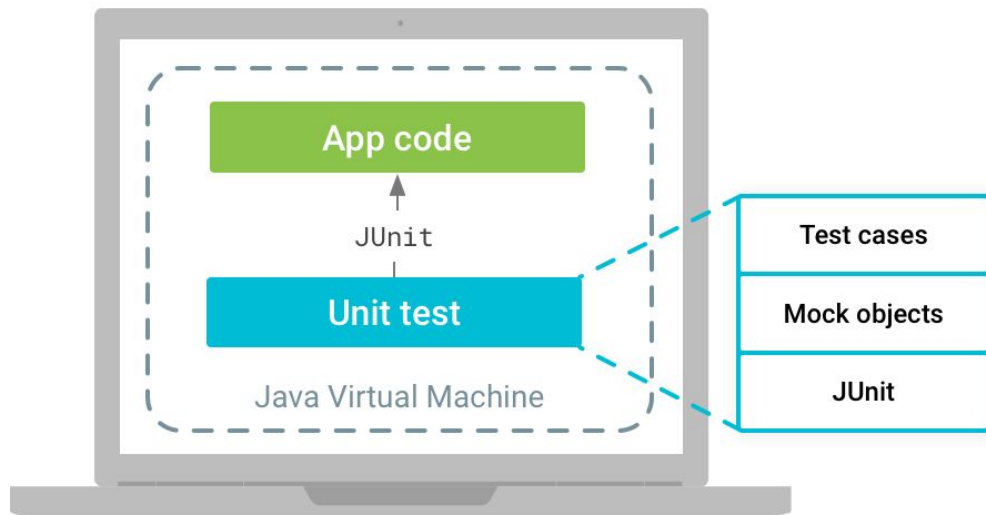 App code
JUnit
Unit test
Java Virtual Machine
Test cases
Mock objects
JUnit